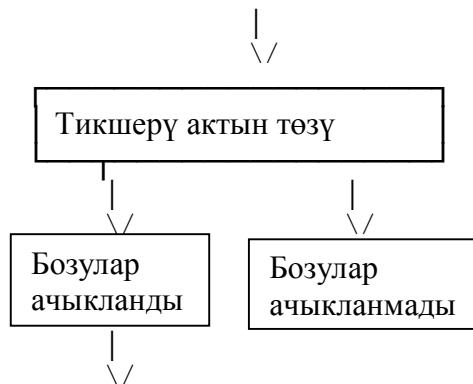 Тикшерү актын төзү
Бозулар
ачыкланды
Бозулар
ачыкланмады